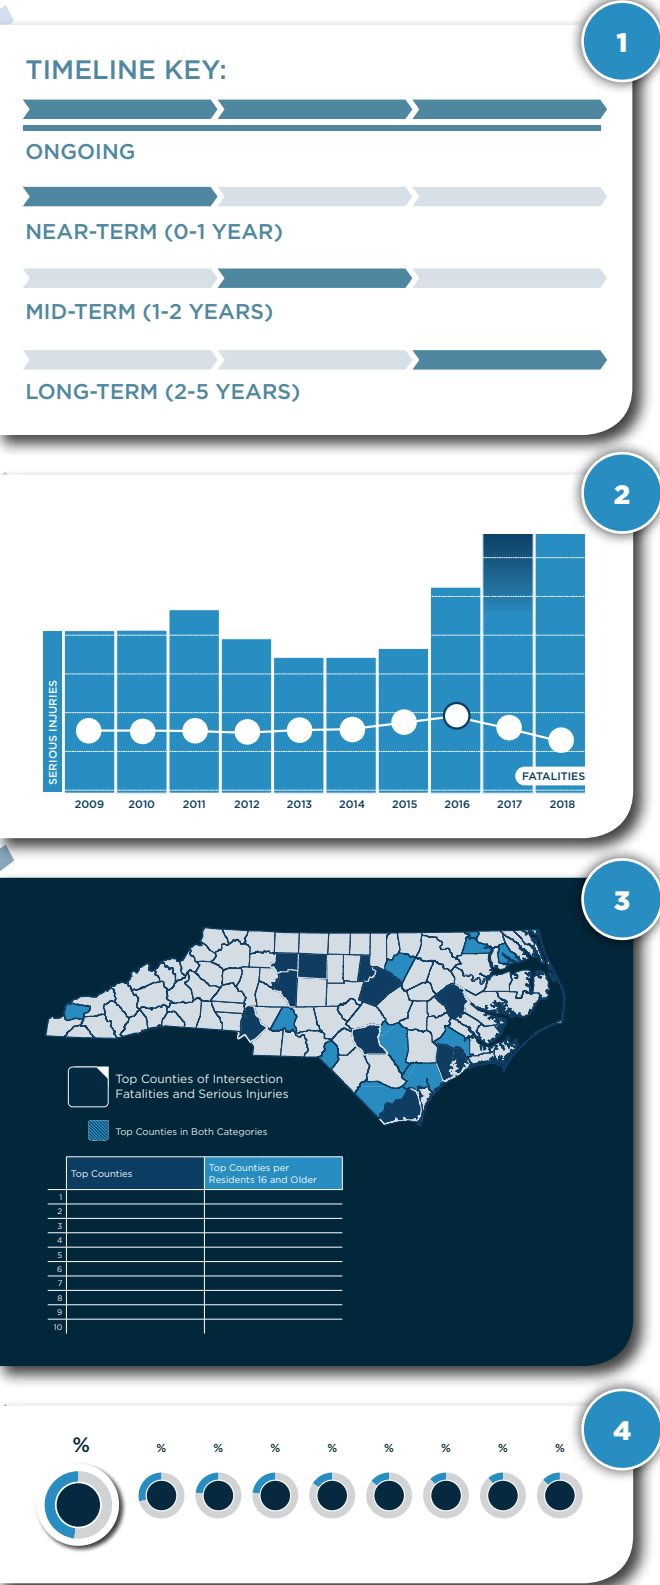 1
TIMELINE KEY:
ONGOING
NEAR-TERM (0-1 YEAR)
MID-TERM (1-2 YEARS)
LONG-TERM (2-5 YEARS)
2
SERIOUS INJURIES
FATALITIES
2009 2010 2011 2012 2013 2014 2015 2016 2017 2018
3
Top Counties of Intersection
Fatalities and Serious Injuries
Top Counties in Both Categories
Top Counties
Top Counties per
Residents 16 and Older
1
2
3
4
5
6
7
8
9
10
4
% % % % % % % % %